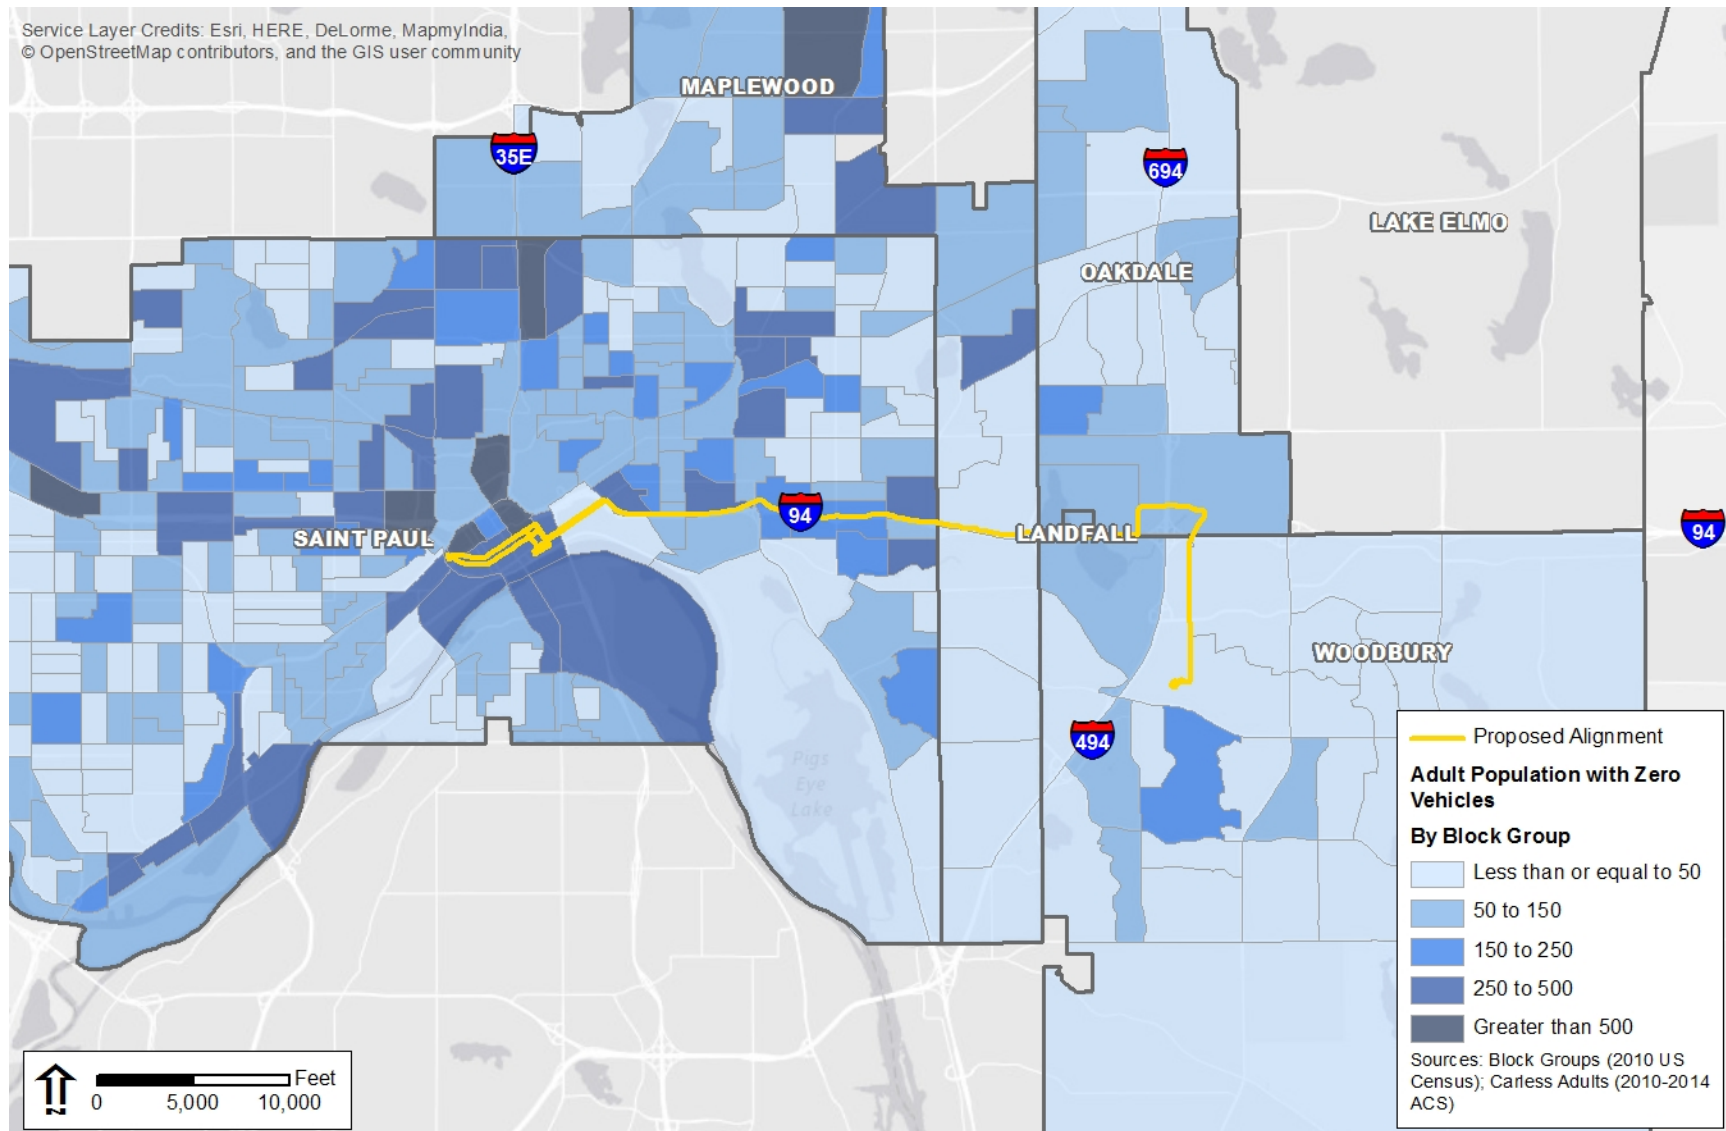 Service Layer Credits: Esri, HERE, DeLorme, MapmyIndia,
© OpenStreetMap contributors, and the GIS user community
MAPLEWOOD
35E
694
LAKE ELMO
OAKDALE
94
SAINT PAUL
LANDFALL
94
WOODBURY
494
Pigs
Eye
Lake
Proposed Alignment
Adult Population with Zero
Vehicles
By Block Group
Less than or equal to 50
50 to 150
150 to 250
250 to 500
Greater than 500
Sources: Block Groups (2010 US
Census); Carless Adults (2010-2014
ACS)
N
Feet
0 5,000 10,000